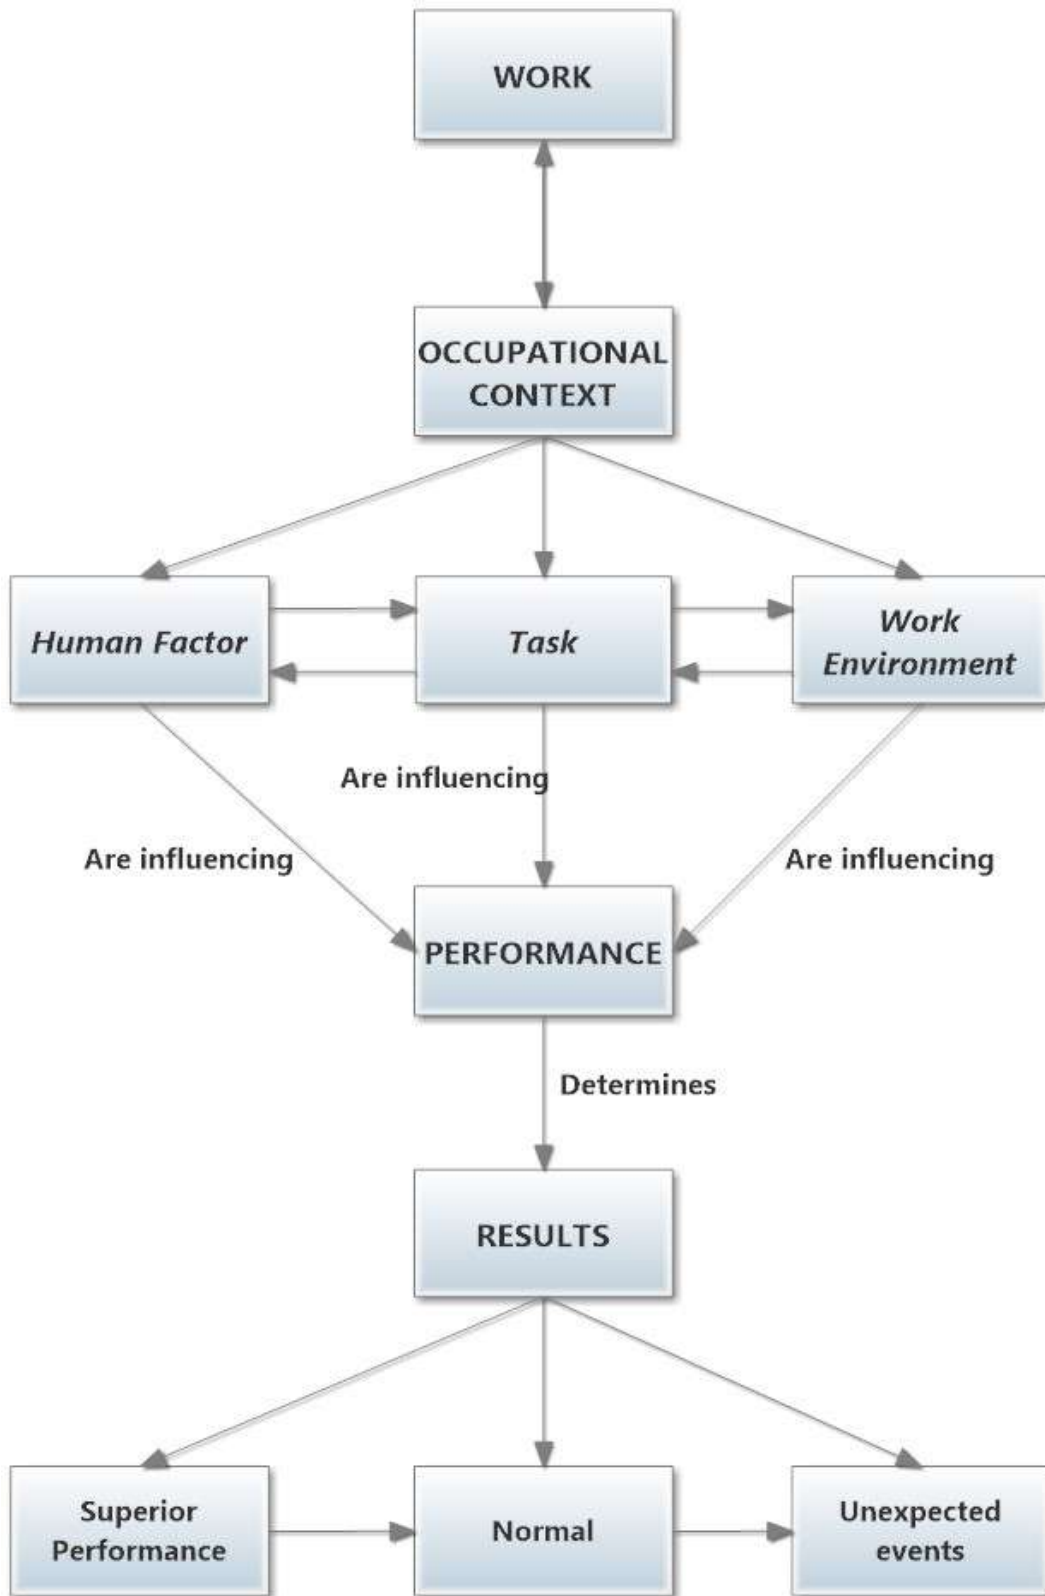 WORK
OCCUPATIONAL
CONTEXT
Human Factor
Task
Work
Environment
Are influencing
Are influencing
Are influencing
PERFORMANCE
Determines
RESULTS
Superior
Performance
Normal
Unexpected
events